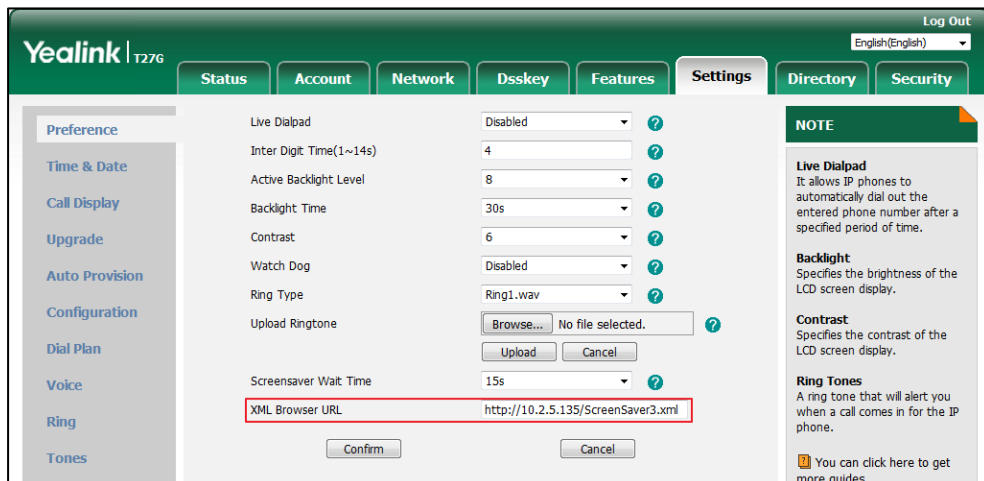 Log Out
Yealink | T27G
English(English)
Status Account Network Dsskey Features Settings Directory Security
Preference
Time & Date
Call Display
Upgrade
Auto Provision
Configuration
Dial Plan
Voice
Ring
Tones
Live Dialpad Disabled ?
Inter Digit Time(1~14s) 4 ?
Active Backlight Level 8 ?
Backlight Time 30s ?
Contrast 6 ?
Watch Dog Disabled ?
Ring Type Ring1.wav ?
Upload Ringtone Browse... No file selected. ?
Upload Cancel
Screensaver Wait Time 15s ?
XML Browser URL http://10.2.5.135/ScreenSaver3.xml
Confirm Cancel
NOTE
Live Dialpad
It allows IP phones to
automatically dial out the
entered phone number after a
specified period of time.
Backlight
Specifies the brightness of the
LCD screen display.
Contrast
Specifies the contrast of the
LCD screen display.
Ring Tones
A ring tone that will alert you
when a call comes in for the IP
phone.
? You can click here to get
more guides.